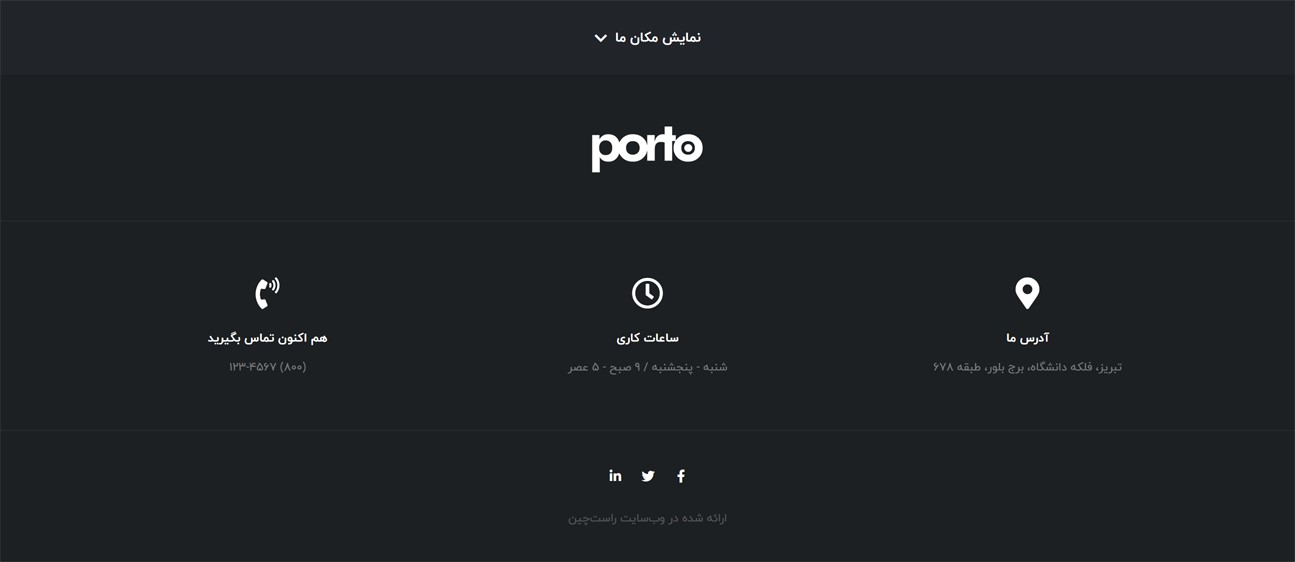 نمایش مکان ما
porto
آدرس ما
تبریز، فلکه دانشگاه، برج بلور، طبقه ۶۷۸
ساعات کاری
شنبه - پنجشنبه / ۹ صبح - ۵ عصر
هم اکنون تماس بگیرید
(۸۰۰) ۱۲۳-۴۵۶۷
ارائه شده در وب‌سایت راست‌چین